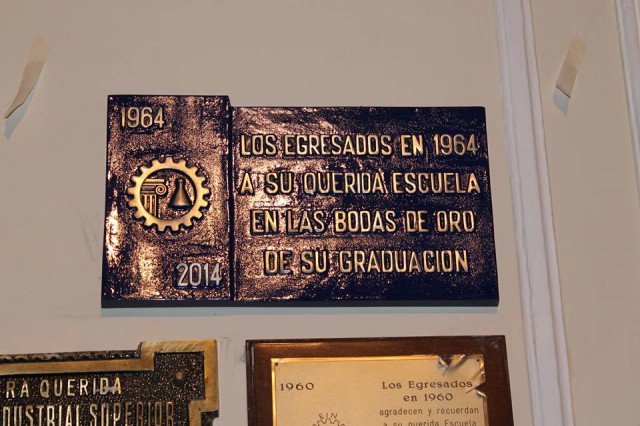 1964
2014
LOS EGRESADOS EN 1964
A SU QUERIDA ESCUELA
EN LAS BODAS DE ORO
DE SU GRADUACION
RA QUERIDA
DUSTRIAL SUPERIOR
1960
Los Egresados
en 1960
agradecen y recuerdan
a su querida Escuela
EIN